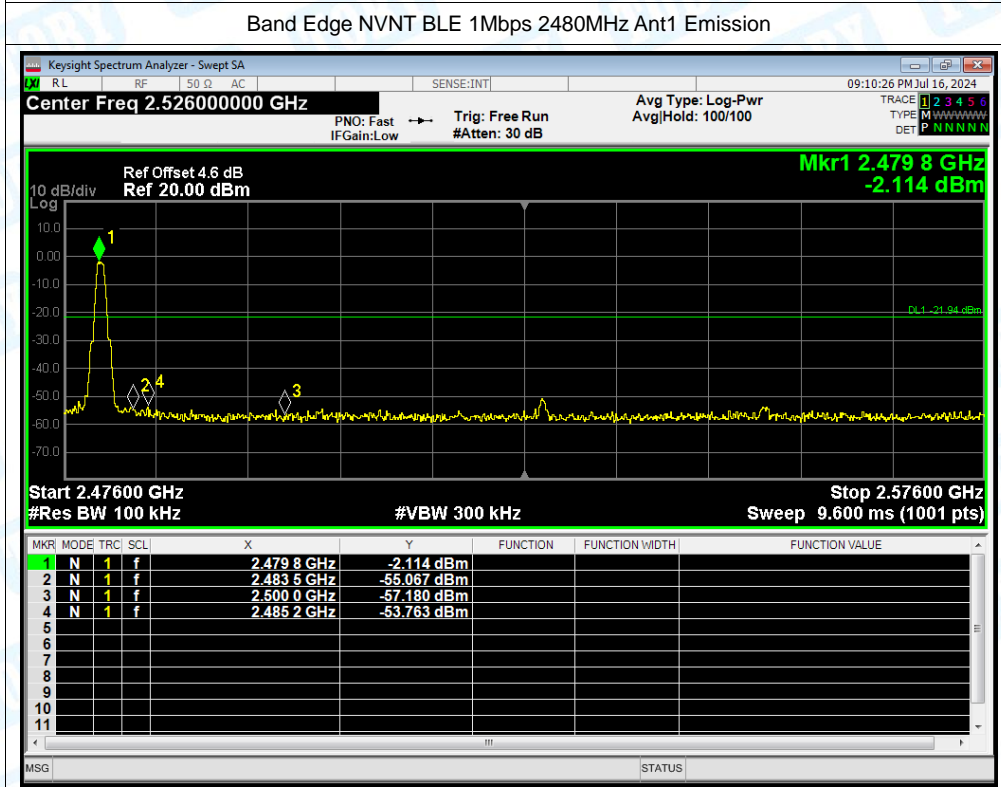 Band Edge NVNT BLE 1Mbps 2480MHz Ant1 Emission
Keysight Spectrum Analyzer - Swept SA
LXI RL RF 50 Ω AC SENSE:INT 09:10:26 PM Jul 16, 2024
Center Freq 2.526000000 GHz
PNO: Fast
IFGain:Low
Trig: Free Run
#Atten: 30 dB
Avg Type: Log-Pwr
Avg|Hold: 100/100
TRACE 1 2 3 4 5 6
TYPE M WWWWW
DET P N N N N N
Ref Offset 4.6 dB
10 dB/div Ref 20.00 dBm
Log
Mkr1 2.479 8 GHz
-2.114 dBm
10.0
0.00
-10.0
-20.0
-30.0
-40.0
-50.0
-60.0
-70.0
1
DL1 -21.94 dBm
2 4
3
Start 2.47600 GHz Stop 2.57600 GHz
#Res BW 100 kHz #VBW 300 kHz Sweep 9.600 ms (1001 pts)
MKR MODE TRC SCL X Y FUNCTION FUNCTION WIDTH FUNCTION VALUE
1 N 1 f 2.479 8 GHz -2.114 dBm
2 N 1 f 2.483 5 GHz -55.067 dBm
3 N 1 f 2.500 0 GHz -57.180 dBm
4 N 1 f 2.485 2 GHz -53.763 dBm
5
6
7
8
9
10
11
MSG STATUS